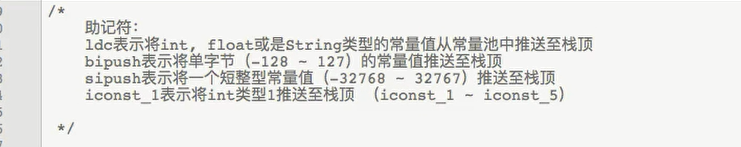 /*
助记符：
ldc表示将int, float或是String类型的常量值从常量池中推送至栈顶
bipush表示将单字节（-128 ~ 127）的常量值推送至栈顶
sipush表示将一个短整型常量值（-32768 ~ 32767）推送至栈顶
iconst_1表示将int类型1推送至栈顶 （iconst_1 ~ iconst_5）
*/